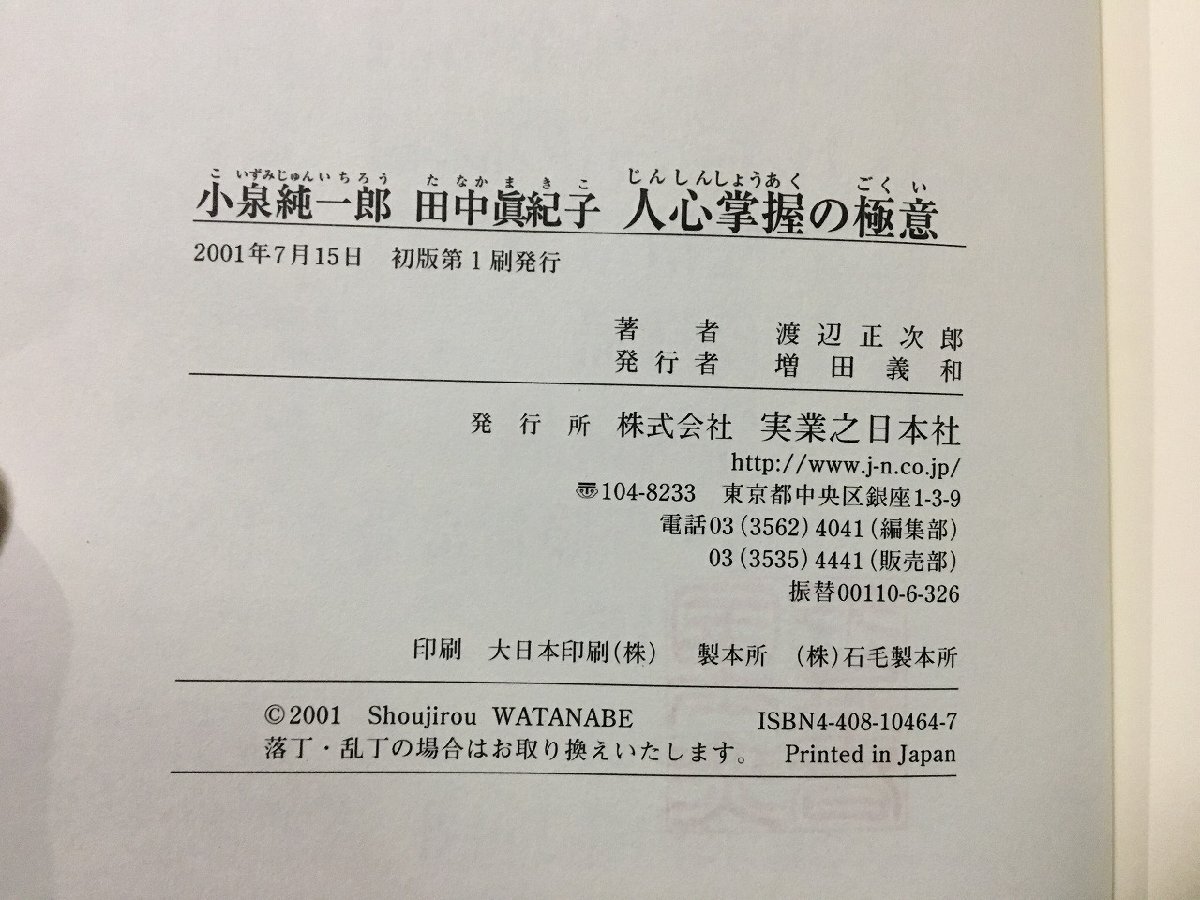 こいずみじゅんいちろう たなかまきこ じんしんしょうあく ごくい
小泉純一郎 田中眞紀子 人心掌握の極意
2001年7月15日 初版第1刷発行
著者 渡辺正次郎
発行者 増田義和
発行所 株式会社 実業之日本社
http://www.j-n.co.jp/
〠104-8233 東京都中央区銀座1-3-9
電話03(3562)4041(編集部)
03(3535)4441(販売部)
振替00110-6-326
印刷 大日本印刷(株) 製本所 (株)石毛製本所
©2001 Shoujirou WATANABE ISBN4-408-10464-7
落丁・乱丁の場合はお取り換えいたします。 Printed in Japan